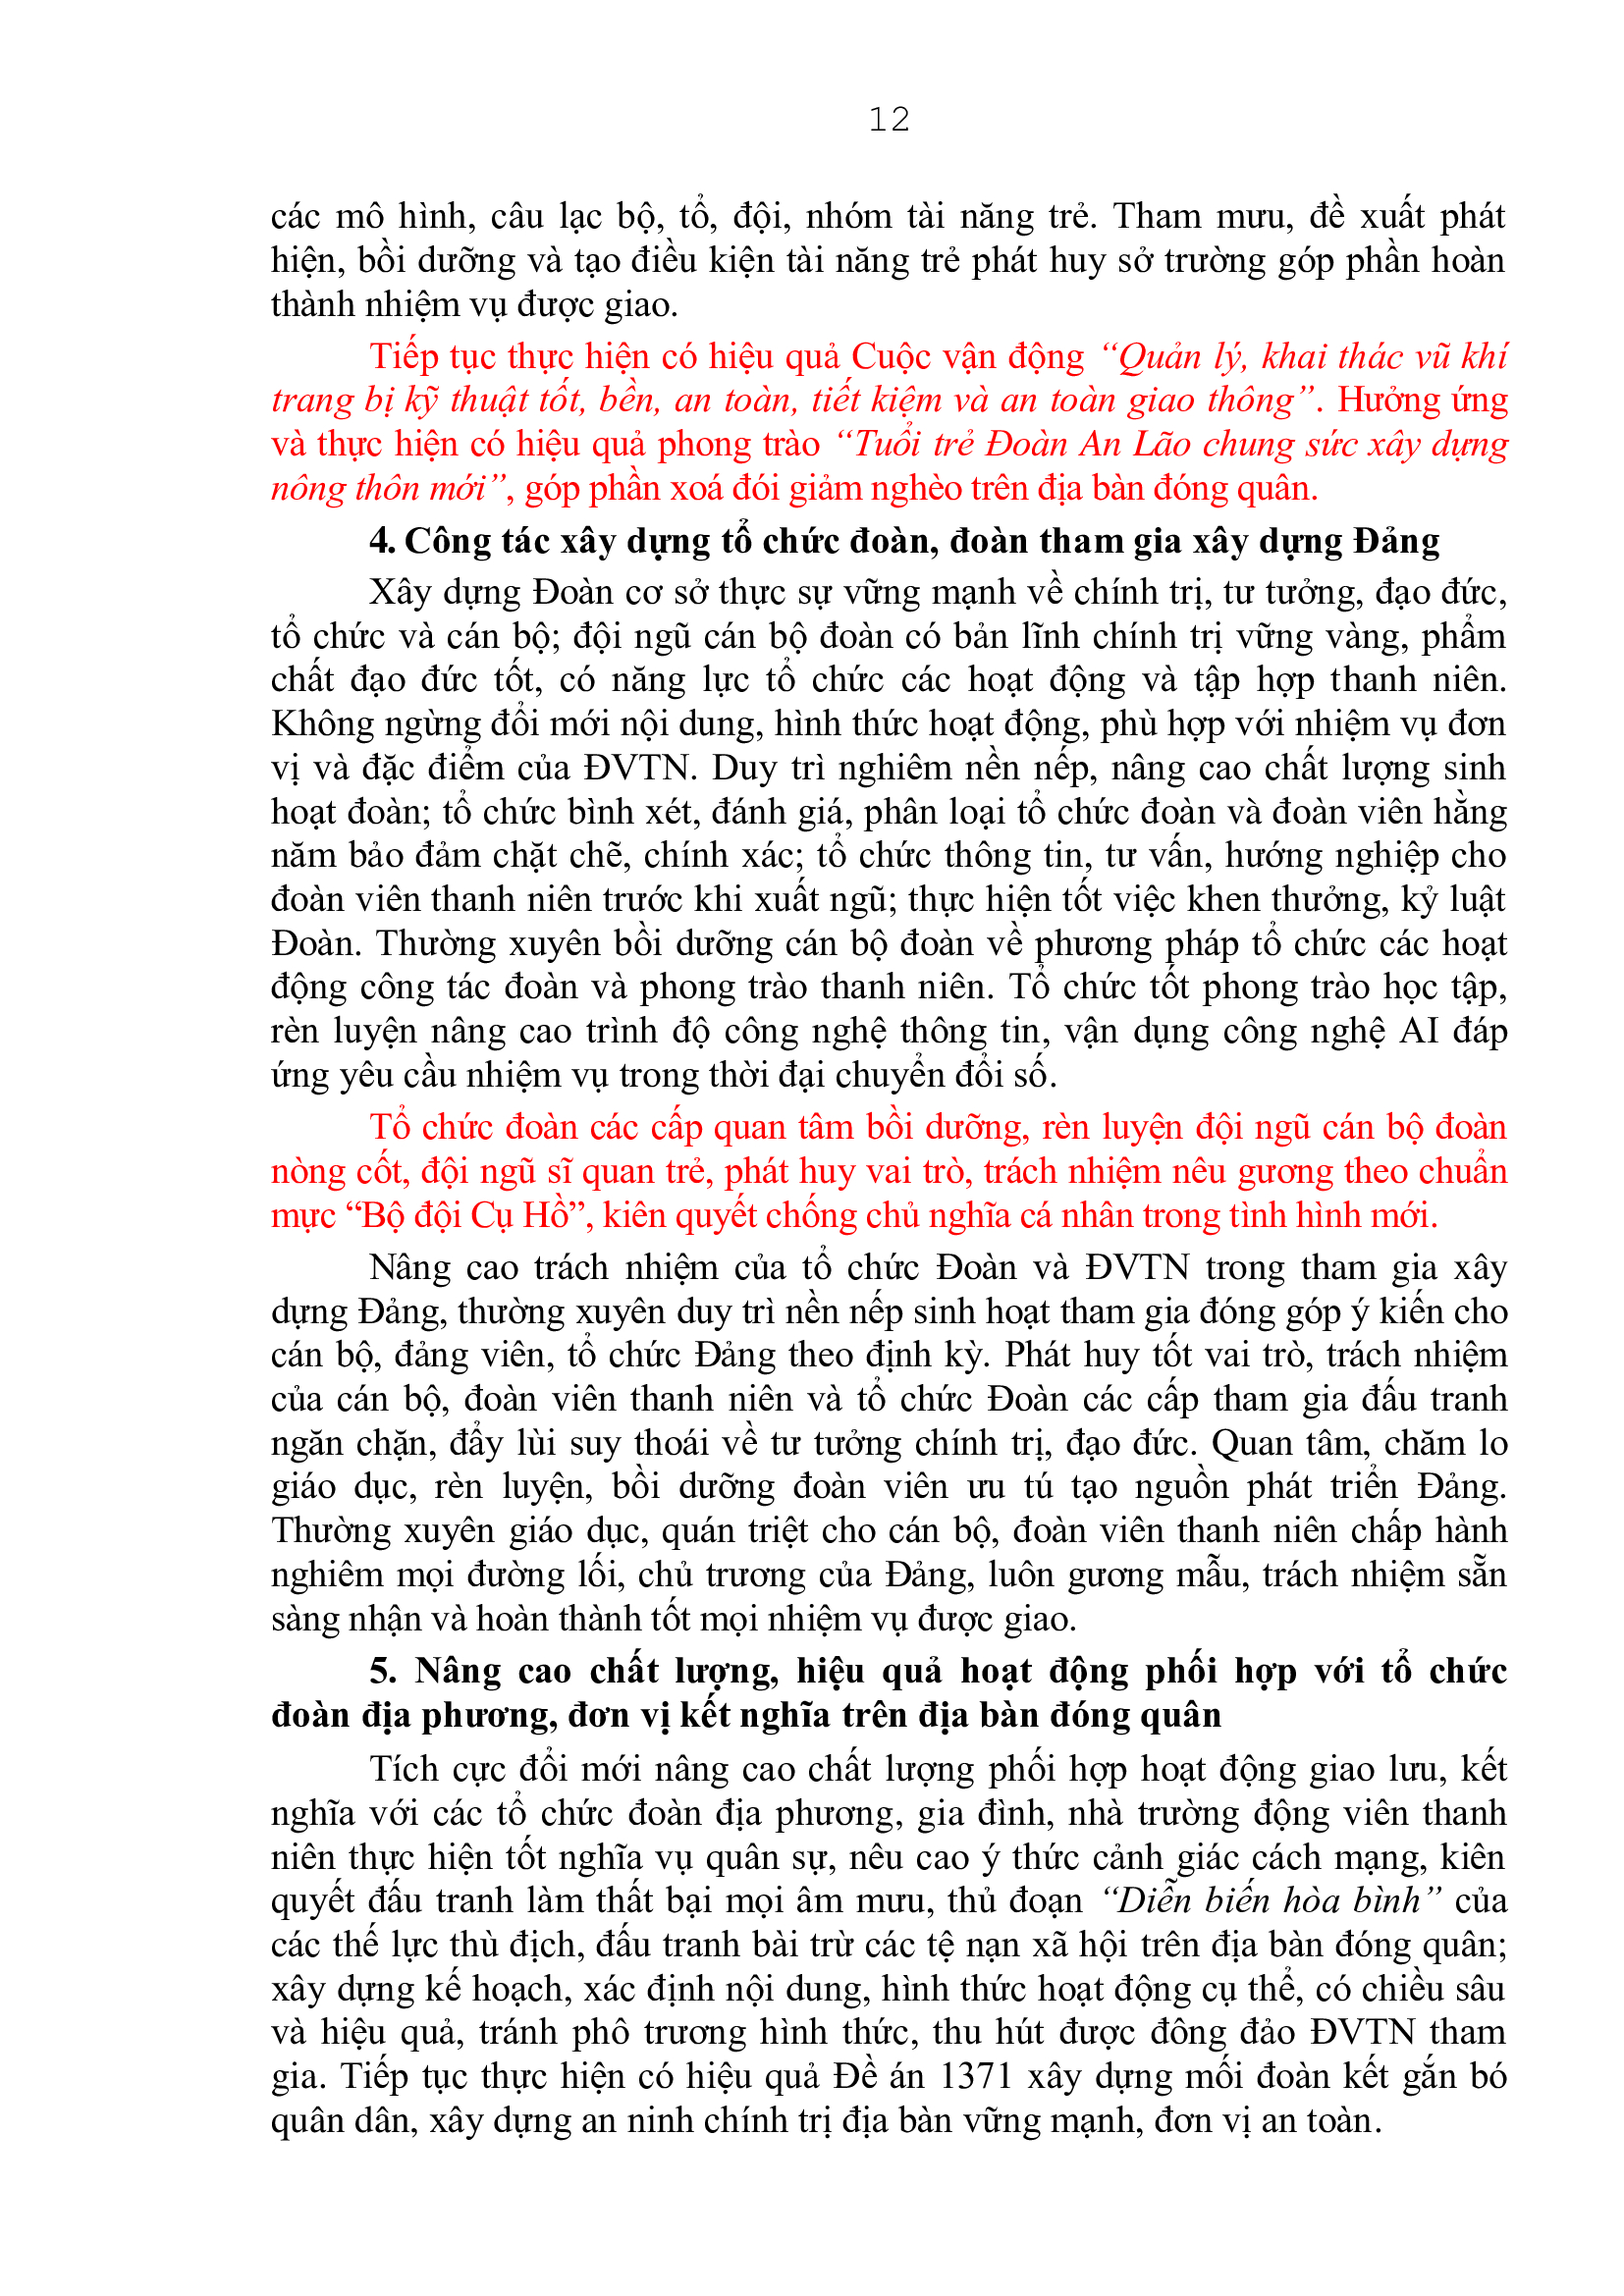 12
các mô hình, câu lạc bộ, tổ, đội, nhóm tài năng trẻ. Tham mưu, đề xuất phát
hiện, bồi dưỡng và tạo điều kiện tài năng trẻ phát huy sở trường góp phần hoàn
thành nhiệm vụ được giao.
Tiếp tục thực hiện có hiệu quả Cuộc vận động “Quản lý, khai thác vũ khí
trang bị kỹ thuật tốt, bền, an toàn, tiết kiệm và an toàn giao thông”. Hưởng ứng
và thực hiện có hiệu quả phong trào “Tuổi trẻ Đoàn An Lão chung sức xây dựng
nông thôn mới”, góp phần xoá đói giảm nghèo trên địa bàn đóng quân.
4. Công tác xây dựng tổ chức đoàn, đoàn tham gia xây dựng Đảng
Xây dựng Đoàn cơ sở thực sự vững mạnh về chính trị, tư tưởng, đạo đức,
tổ chức và cán bộ; đội ngũ cán bộ đoàn có bản lĩnh chính trị vững vàng, phẩm
chất đạo đức tốt, có năng lực tổ chức các hoạt động và tập hợp thanh niên.
Không ngừng đổi mới nội dung, hình thức hoạt động, phù hợp với nhiệm vụ đơn
vị và đặc điểm của ĐVTN. Duy trì nghiêm nền nếp, nâng cao chất lượng sinh
hoạt đoàn; tổ chức bình xét, đánh giá, phân loại tổ chức đoàn và đoàn viên hằng
năm bảo đảm chặt chẽ, chính xác; tổ chức thông tin, tư vấn, hướng nghiệp cho
đoàn viên thanh niên trước khi xuất ngũ; thực hiện tốt việc khen thưởng, kỷ luật
Đoàn. Thường xuyên bồi dưỡng cán bộ đoàn về phương pháp tổ chức các hoạt
động công tác đoàn và phong trào thanh niên. Tổ chức tốt phong trào học tập,
rèn luyện nâng cao trình độ công nghệ thông tin, vận dụng công nghệ AI đáp
ứng yêu cầu nhiệm vụ trong thời đại chuyển đổi số.
Tổ chức đoàn các cấp quan tâm bồi dưỡng, rèn luyện đội ngũ cán bộ đoàn
nòng cốt, đội ngũ sĩ quan trẻ, phát huy vai trò, trách nhiệm nêu gương theo chuẩn
mực “Bộ đội Cụ Hồ”, kiên quyết chống chủ nghĩa cá nhân trong tình hình mới.
Nâng cao trách nhiệm của tổ chức Đoàn và ĐVTN trong tham gia xây
dựng Đảng, thường xuyên duy trì nền nếp sinh hoạt tham gia đóng góp ý kiến cho
cán bộ, đảng viên, tổ chức Đảng theo định kỳ. Phát huy tốt vai trò, trách nhiệm
của cán bộ, đoàn viên thanh niên và tổ chức Đoàn các cấp tham gia đấu tranh
ngăn chặn, đẩy lùi suy thoái về tư tưởng chính trị, đạo đức. Quan tâm, chăm lo
giáo dục, rèn luyện, bồi dưỡng đoàn viên ưu tú tạo nguồn phát triển Đảng.
Thường xuyên giáo dục, quán triệt cho cán bộ, đoàn viên thanh niên chấp hành
nghiêm mọi đường lối, chủ trương của Đảng, luôn gương mẫu, trách nhiệm sẵn
sàng nhận và hoàn thành tốt mọi nhiệm vụ được giao.
5. Nâng cao chất lượng, hiệu quả hoạt động phối hợp với tổ chức
đoàn địa phương, đơn vị kết nghĩa trên địa bàn đóng quân
Tích cực đổi mới nâng cao chất lượng phối hợp hoạt động giao lưu, kết
nghĩa với các tổ chức đoàn địa phương, gia đình, nhà trường động viên thanh
niên thực hiện tốt nghĩa vụ quân sự, nêu cao ý thức cảnh giác cách mạng, kiên
quyết đấu tranh làm thất bại mọi âm mưu, thủ đoạn “Diễn biến hòa bình” của
các thế lực thù địch, đấu tranh bài trừ các tệ nạn xã hội trên địa bàn đóng quân;
xây dựng kế hoạch, xác định nội dung, hình thức hoạt động cụ thể, có chiều sâu
và hiệu quả, tránh phô trương hình thức, thu hút được đông đảo ĐVTN tham
gia. Tiếp tục thực hiện có hiệu quả Đề án 1371 xây dựng mối đoàn kết gắn bó
quân dân, xây dựng an ninh chính trị địa bàn vững mạnh, đơn vị an toàn.